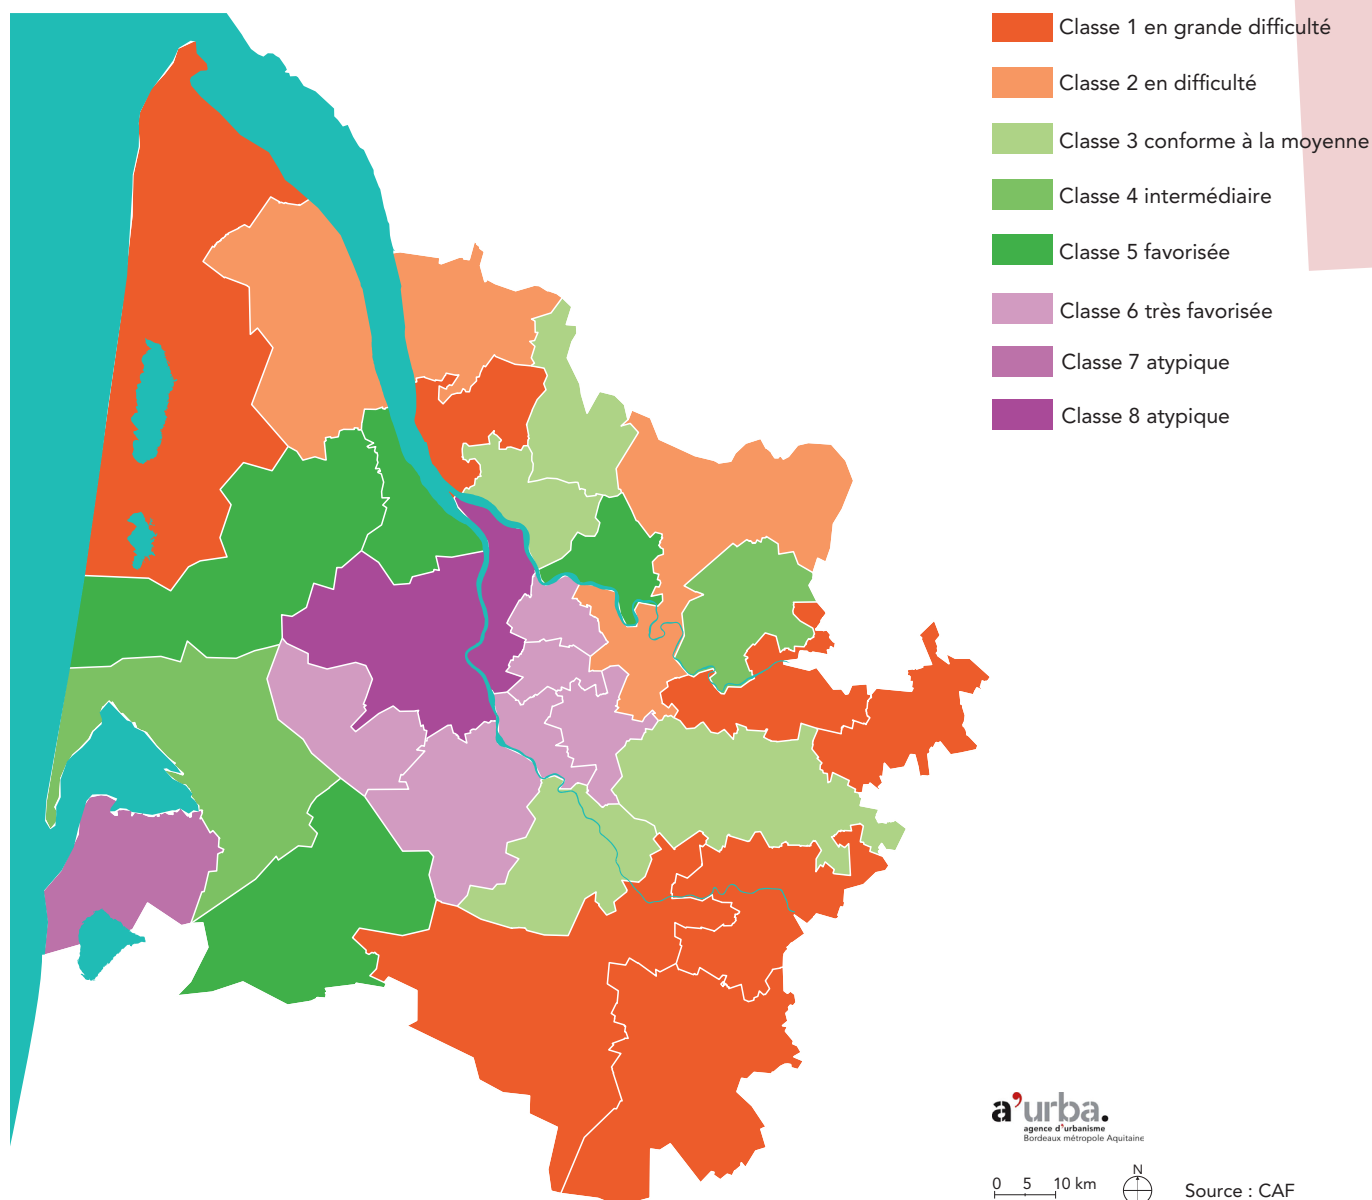 Classe 1 en grande difficulté
Classe 2 en difficulté
Classe 3 conforme à la moyenne
Classe 4 intermédiaire
Classe 5 favorisée
Classe 6 très favorisée
Classe 7 atypique
Classe 8 atypique
a'urba.
agence d'urbanisme
Bordeaux métropole Aquitaine
0 5 10 km
N
Source : CAF